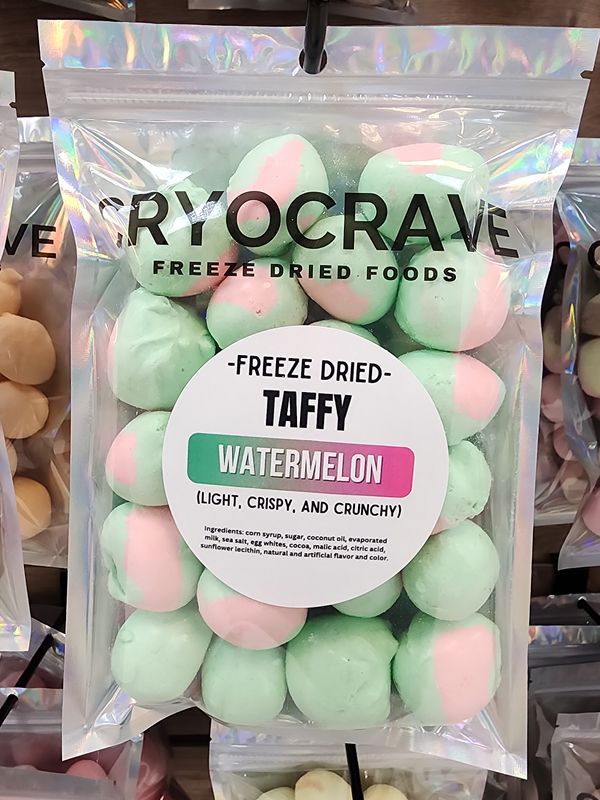 CRYOCRAVE
FREEZE DRIED FOODS
-FREEZE DRIED-
TAFFY
WATERMELON
(LIGHT, CRISPY, AND CRUNCHY)
Ingredients: corn syrup, sugar, coconut oil, evaporated
milk, sea salt, egg whites, cocoa, malic acid, citric acid,
sunflower lecithin, natural and artificial flavor and color.
VE